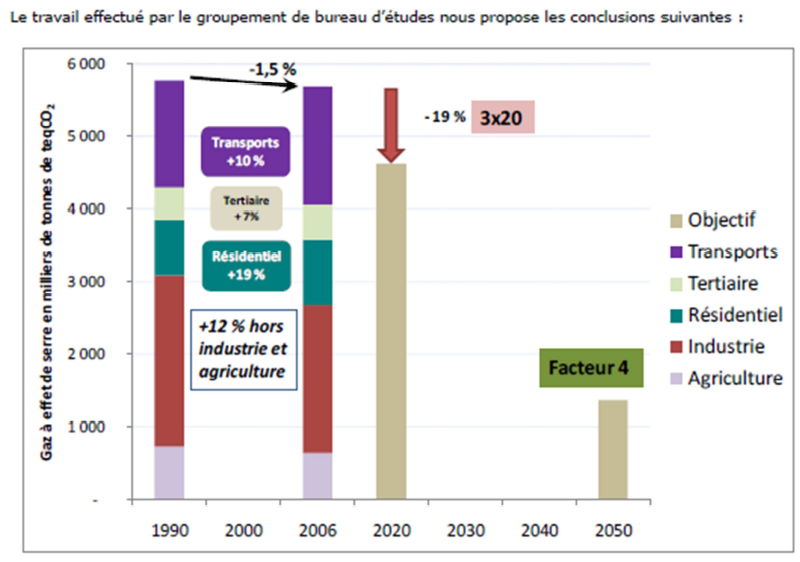 Le travail effectué par le groupement de bureau d'études nous propose les conclusions suivantes :
Gaz à effet de serre en milliers de tonnes de teqCO2
6 000
5 000
4 000
3 000
2 000
1 000
-
-1,5 %
Transports
+10 %
Tertiaire
+ 7%
Résidentiel
+19 %
+12 % hors
industrie et
agriculture
- 19 % 3x20
Facteur 4
Objectif
Transports
Tertiaire
Résidentiel
Industrie
Agriculture
1990 2000 2006 2020 2030 2040 2050